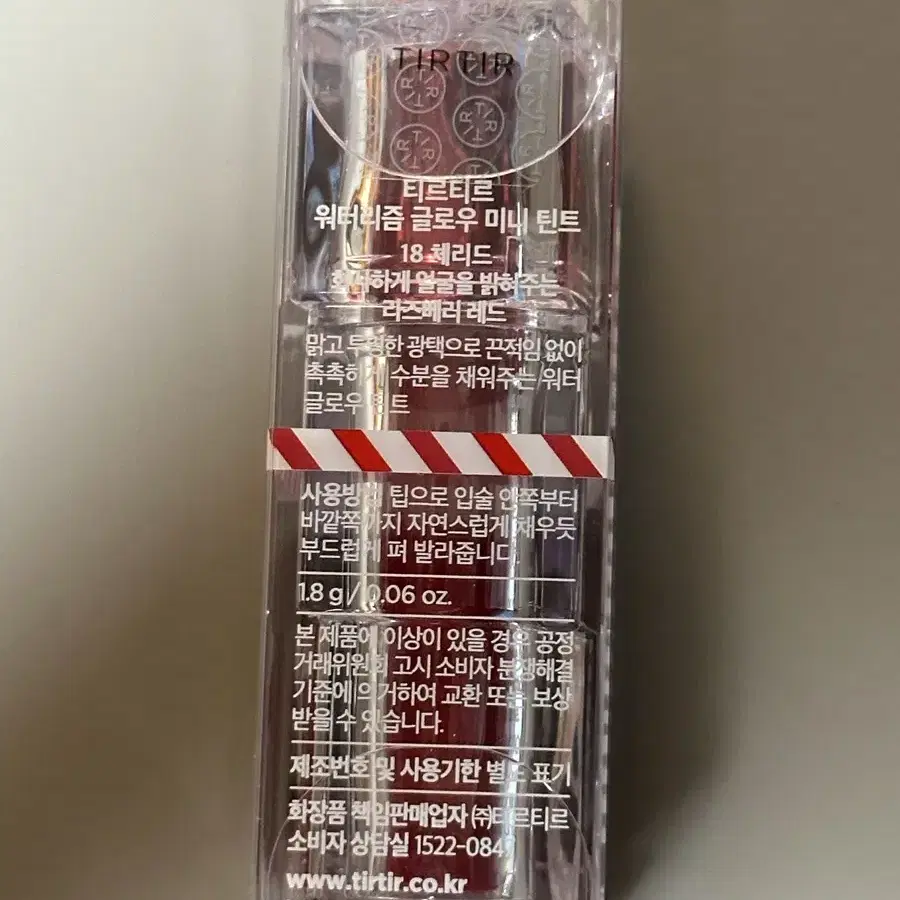 TIRTIR
티르티르
워터리즘 글로우 미니 틴트
18 체리드
화사하게 얼굴을 밝혀주는
라즈베리 레드
맑고 투명한 광택으로 끈적임 없이
촉촉하게 수분을 채워주는 워터
글로우 틴트
사용방법 팁으로 입술 안쪽부터
바깥쪽까지 자연스럽게 채우듯
부드럽게 펴 발라줍니다.
1.8 g / 0.06 oz.
본 제품에 이상이 있을 경우 공정
거래위원회 고시 소비자 분쟁해결
기준에 의거하여 교환 또는 보상
받을 수 있습니다.
제조번호 및 사용기한 별도 표기
화장품 책임판매업자 ㈜티르티르
소비자 상담실
www.tirtir.co.kr